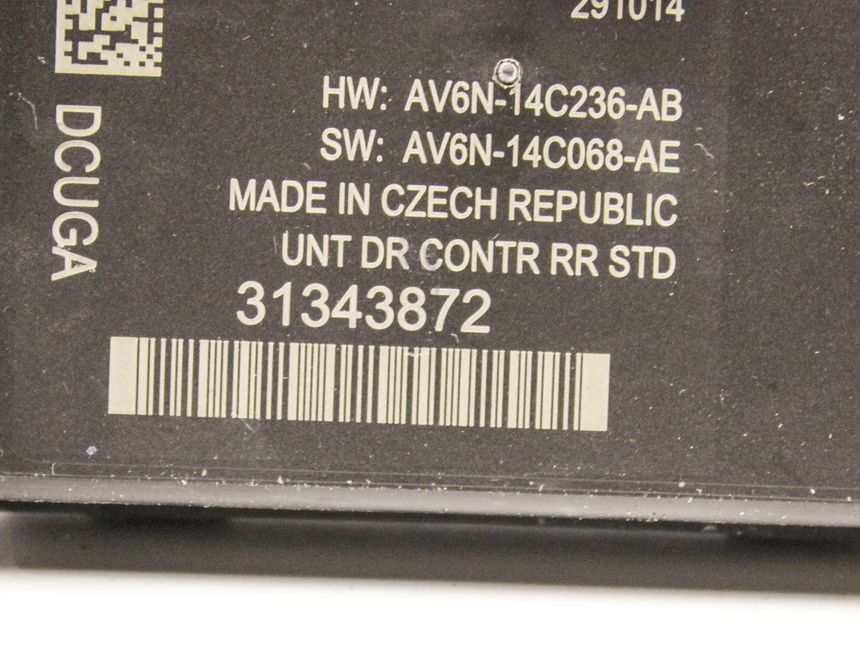 291014
HW: AV6N-14C236-AB
SW: AV6N-14C068-AE
MADE IN CZECH REPUBLIC
UNT DR CONTR RR STD
31343872
DCUGA